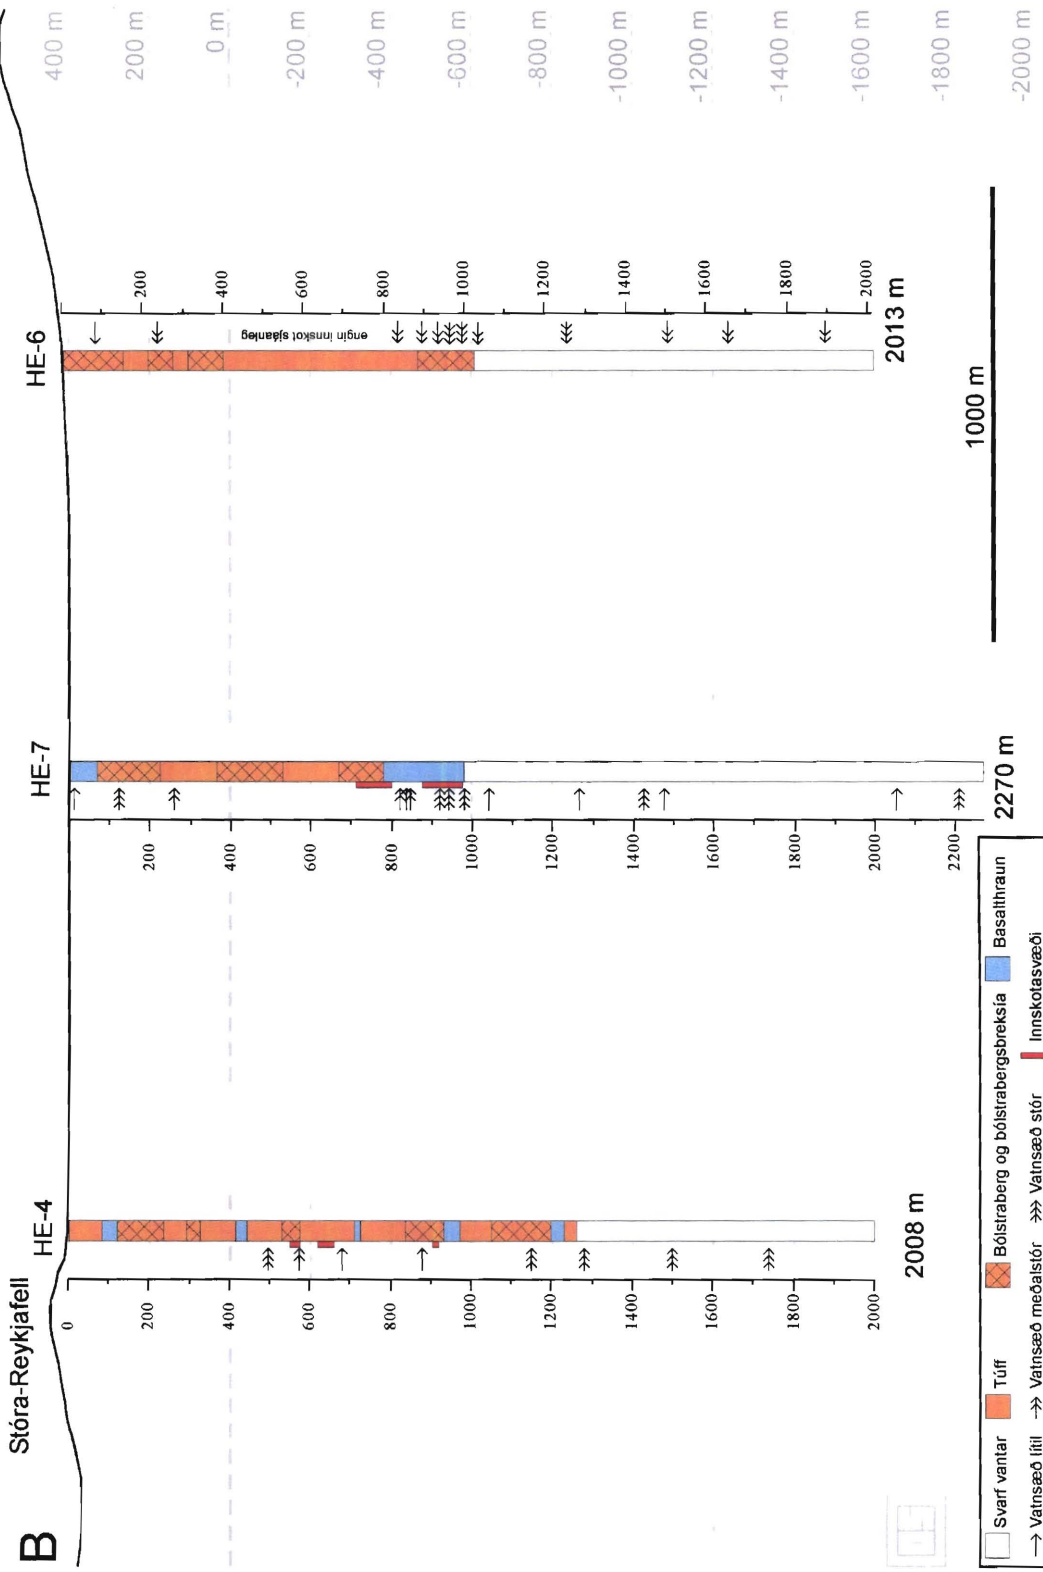 B
Stóra-Reykjafell
HE-4
HE-7
HE-6
400 m
200 m
0 m
-200 m
-400 m
-600 m
-800 m
-1000 m
-1200 m
-1400 m
-1600 m
-1800 m
-2000 m
0
200
400
600
800
1000
1200
1400
1600
1800
2000
2008 m
200
400
600
800
1000
1200
1400
1600
1800
2000
2200
2270 m
engin innskot sjáanleg
200
400
600
800
1000
1200
1400
1600
1800
2000
2013 m
1000 m
Svarf vantar Túff Bólstraberg og bólstrabergsbreksía Basalthraun
Vatnsæð lítil Vatnsæð meðalstór Vatnsæð stór Innskotasvæði